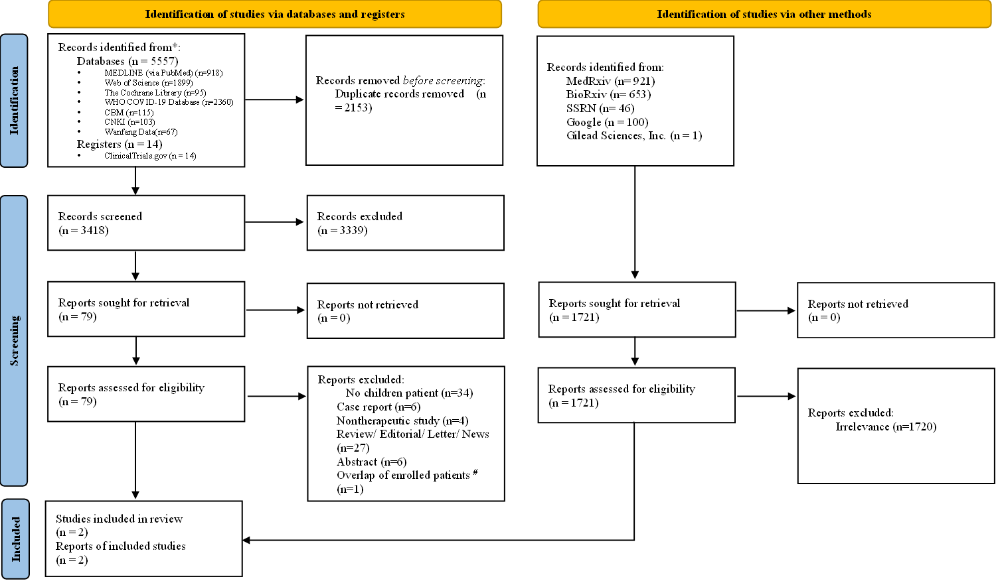 Identification of studies via databases and registers
Identification of studies via other methods
Identification
Records identified from*:
Databases (n = 5557)
• MEDLINE (via PubMed) (n=918)
• Web of Science (n=1899)
• The Cochrane Library (n=95)
• WHO COVID-19 Database (n=2360)
• CBM (n=115)
• CNKI (n=103)
• Wanfang Data(n=67)
Registers (n = 14)
• ClinicalTrials.gov (n = 14)
Records removed before screening:
Duplicate records removed (n
= 2153)
Records identified from:
MedRxiv (n= 921)
BioRxiv (n= 653)
SSRN (n= 46)
Google (n = 100)
Gilead Sciences, Inc. (n = 1)
Screening
Records screened
(n = 3418)
Records excluded
(n = 3339)
Reports sought for retrieval
(n = 79)
Reports not retrieved
(n = 0)
Reports sought for retrieval
(n = 1721)
Reports not retrieved
(n = 0)
Reports assessed for eligibility
(n = 79)
Reports excluded:
No children patient (n=34)
Case report (n=6)
Nontherapeutic study (n=4)
Review/ Editorial/ Letter/ News
(n=27)
Abstract (n=6)
Overlap of enrolled patients #
(n=1)
Reports assessed for eligibility
(n = 1721)
Reports excluded:
Irrelevance (n=1720)
Included
Studies included in review
(n = 2)
Reports of included studies
(n = 2)